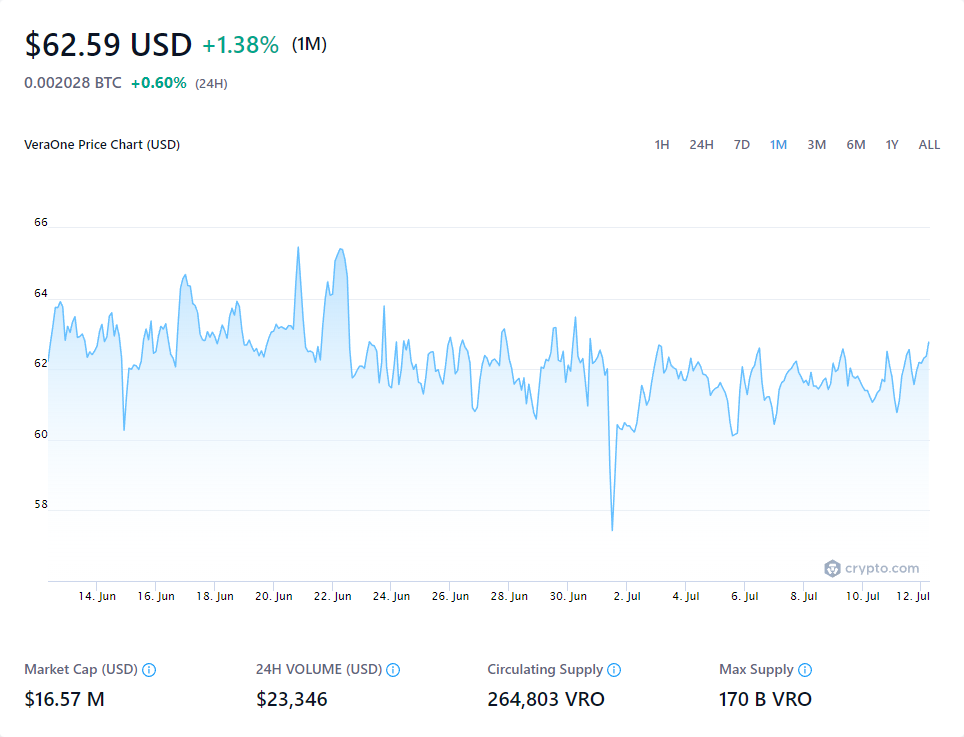 $62.59 USD +1.38% (1M)
0.002028 BTC +0.60% (24H)
VeraOne Price Chart (USD) 1H 24H 7D 1M 3M 6M 1Y ALL
66
64
62
60
58
crypto.com
14. Jun 16. Jun 18. Jun 20. Jun 22. Jun 24. Jun 26. Jun 28. Jun 30. Jun 2. Jul 4. Jul 6. Jul 8. Jul 10. Jul 12. Jul
Market Cap (USD) 24H VOLUME (USD) Circulating Supply Max Supply
$16.57 M $23,346 264,803 VRO 170 B VRO